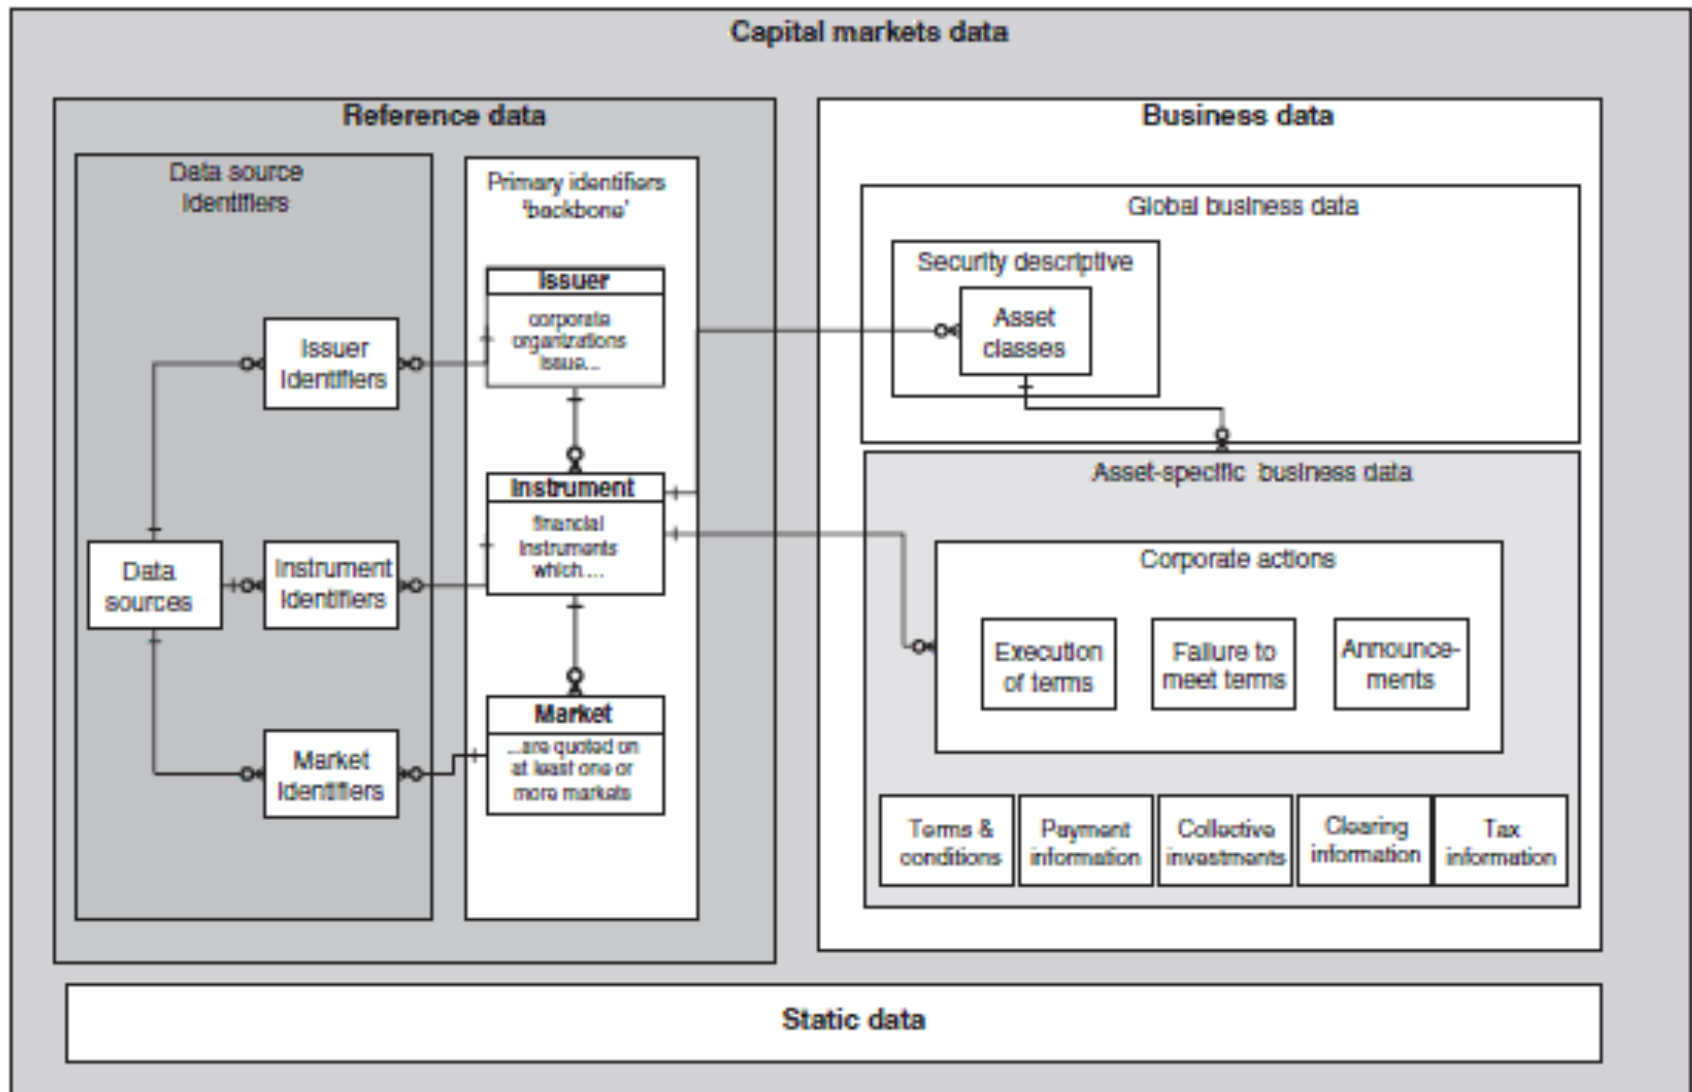 Capital markets data
Reference data
Data source
identifiers
Issuer
identifiers
Data
sources
Instrument
identifiers
Market
identifiers
Primary identifiers
'backbone'
Issuer
corporate
organizations
issue...
Instrument
financial
instruments
which....
Market
...are quoted on
at least one or
more markets
Business data
Global business data
Security descriptive
Asset
classes
Asset-specific business data
Corporate actions
Execution
of terms
Failure to
meet terms
Announce-
ments
Terms &
conditions
Payment
information
Collective
investments
Clearing
information
Tax
information
Static data